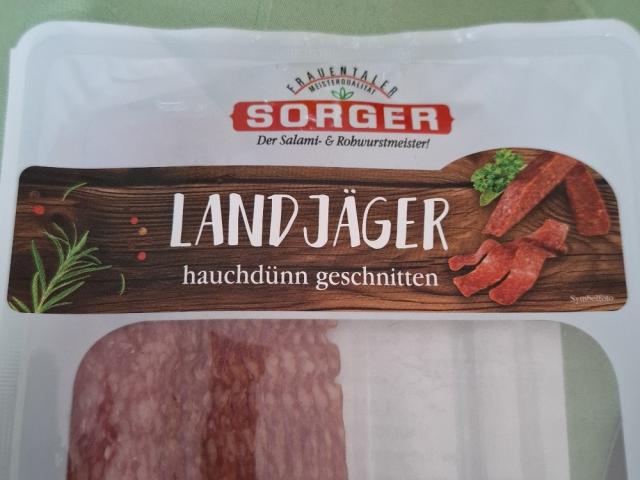 FRAUENTALER
MEISTERQUALITÄT
SORGER
Der Salami- & Rohwurstmeister!
LANDJÄGER
hauchdünn geschnitten
Symbolfoto